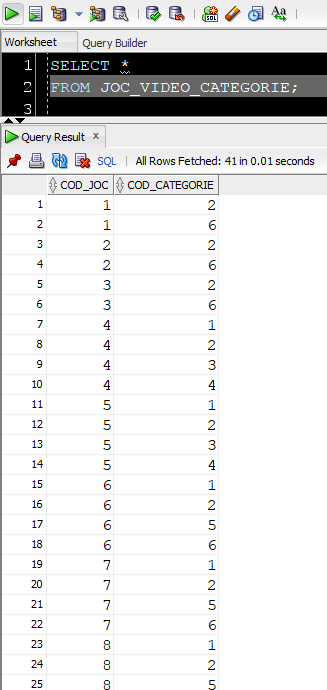 SQL
Aa
Worksheet Query Builder
1 SELECT *
2 FROM JOC_VIDEO_CATEGORIE;
3
Query Result x
SQL | All Rows Fetched: 41 in 0.01 seconds
COD_JOC COD_CATEGORIE
1 1 2
2 1 6
3 2 2
4 2 6
5 3 2
6 3 6
7 4 1
8 4 2
9 4 3
10 4 4
11 5 1
12 5 2
13 5 3
14 5 4
15 6 1
16 6 2
17 6 5
18 6 6
19 7 1
20 7 2
21 7 5
22 7 6
23 8 1
24 8 2
25 8 5